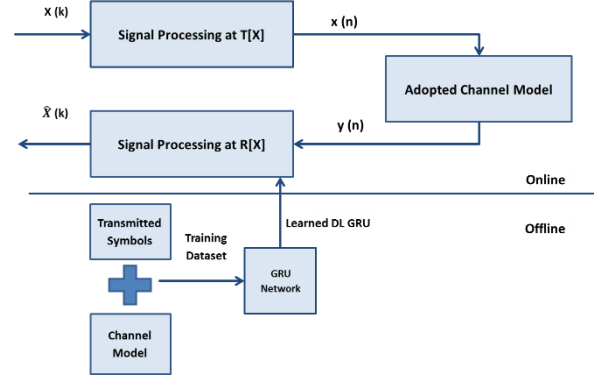 X (k)
Signal Processing at T[X]
x (n)
Adopted Channel Model
X̂ (k)
Signal Processing at R[X]
y (n)
Online
Transmitted
Symbols
Training
Dataset
Learned DL GRU
Offline
GRU
Network
Channel
Model